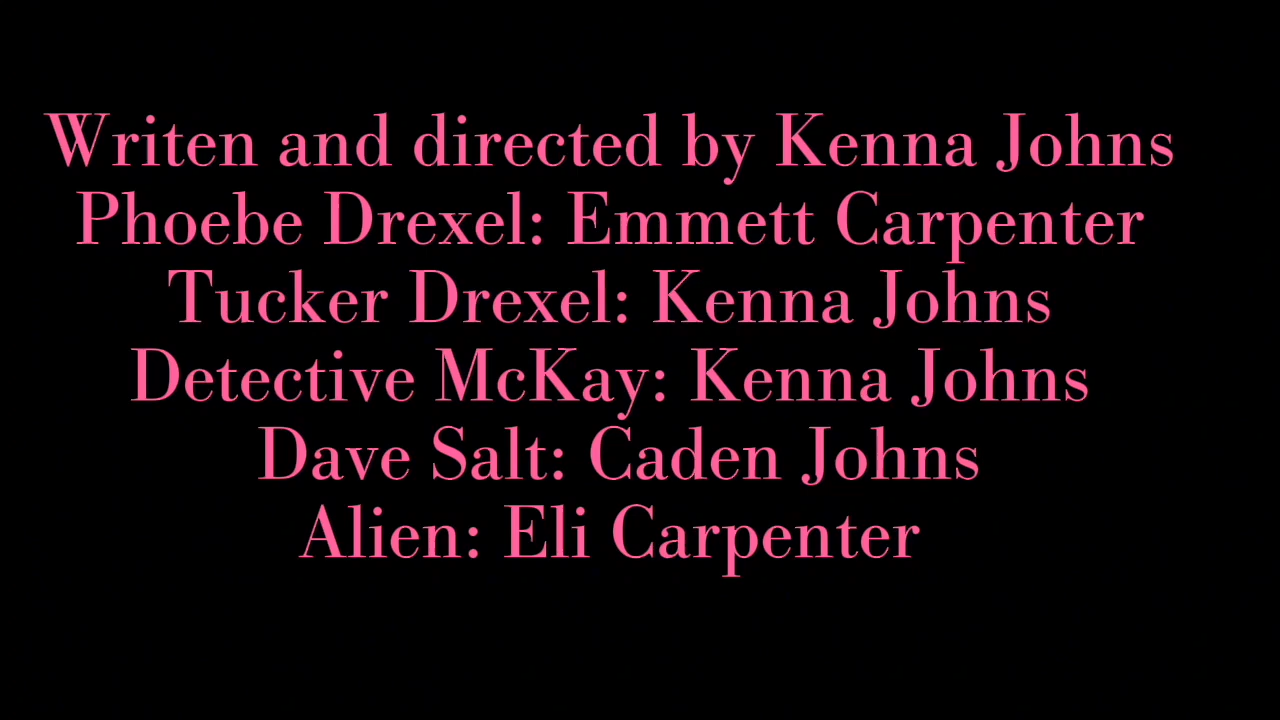 Writen and directed by Kenna Johns
Phoebe Drexel: Emmett Carpenter
Tucker Drexel: Kenna Johns
Detective McKay: Kenna Johns
Dave Salt: Caden Johns
Alien: Eli Carpenter